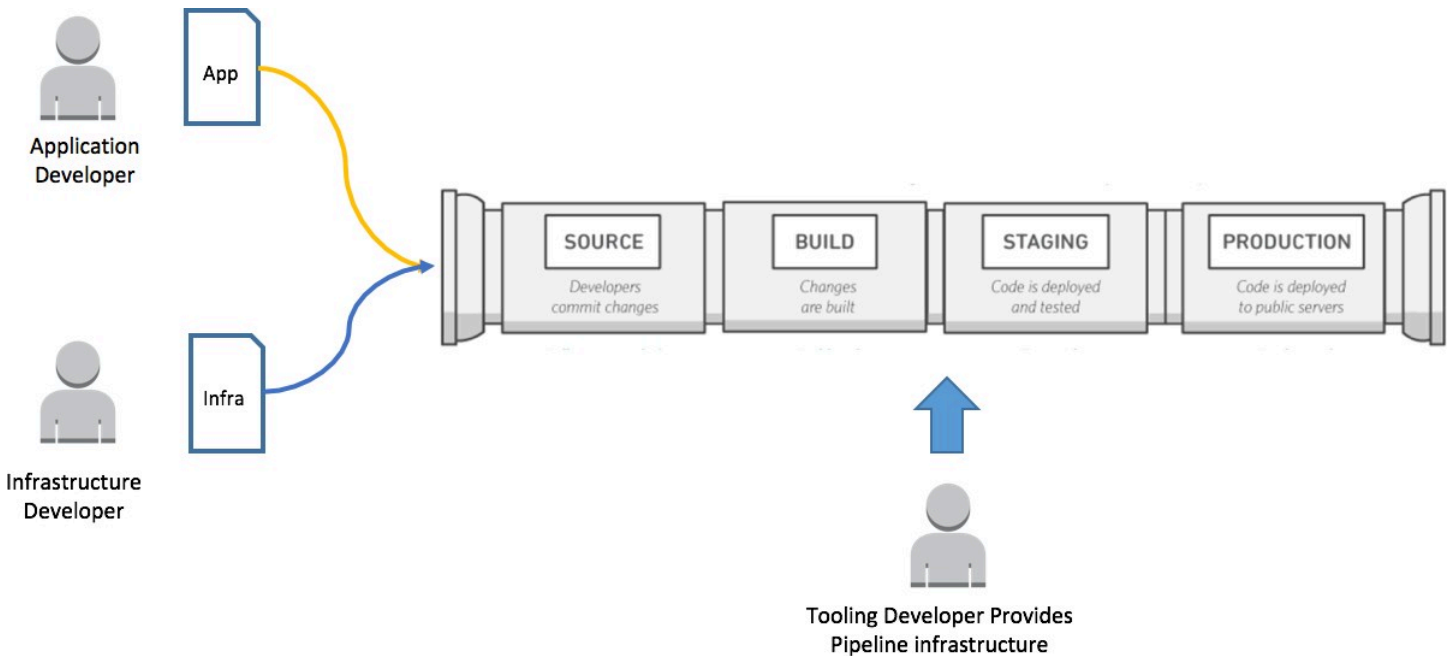 App
Application
Developer
SOURCE
Developers
commit changes
BUILD
Changes
are built
STAGING
Code is deployed
and tested
PRODUCTION
Code is deployed
to public servers
Infra
Infrastructure
Developer
Tooling Developer Provides
Pipeline infrastructure